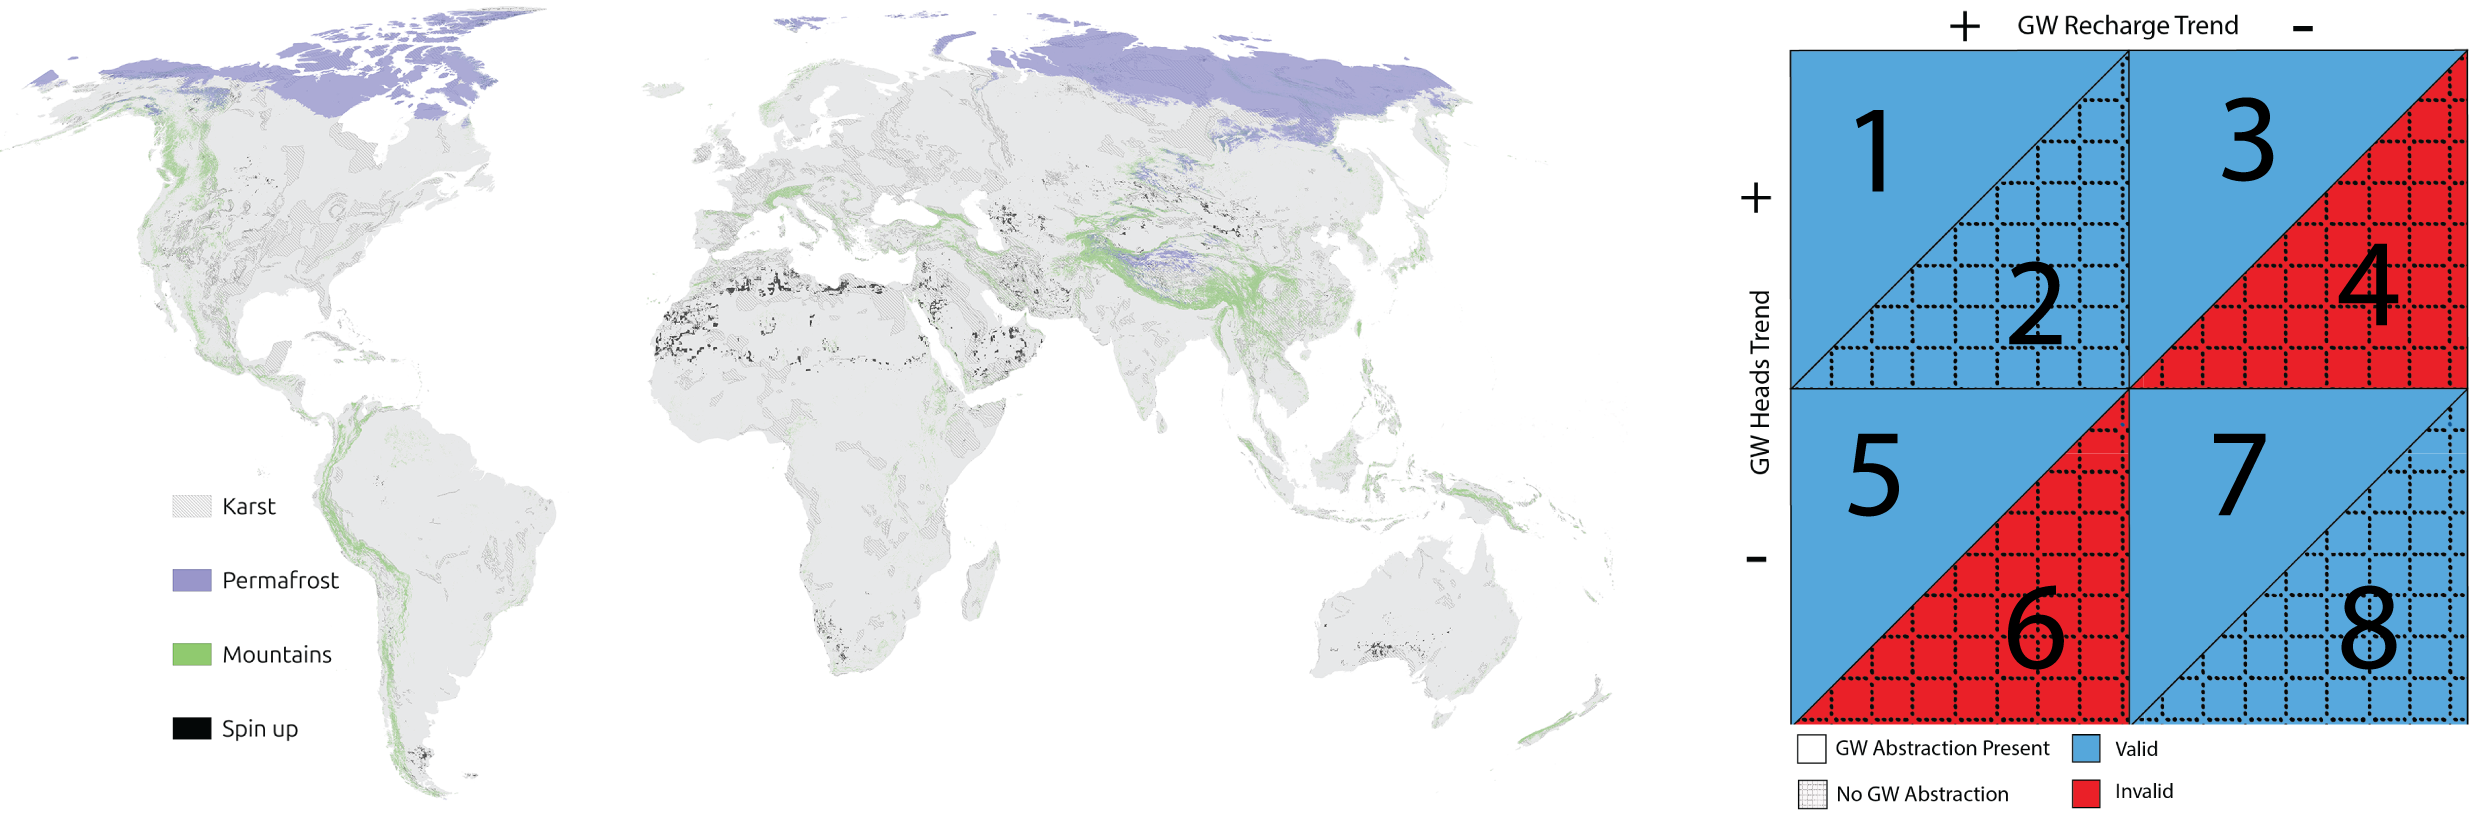 Karst
Permafrost
Mountains
Spin up
+ GW Recharge Trend -
+
GW Heads Trend
-
1
2
3
4
5
6
7
8
GW Abstraction Present
Valid
No GW Abstraction
Invalid